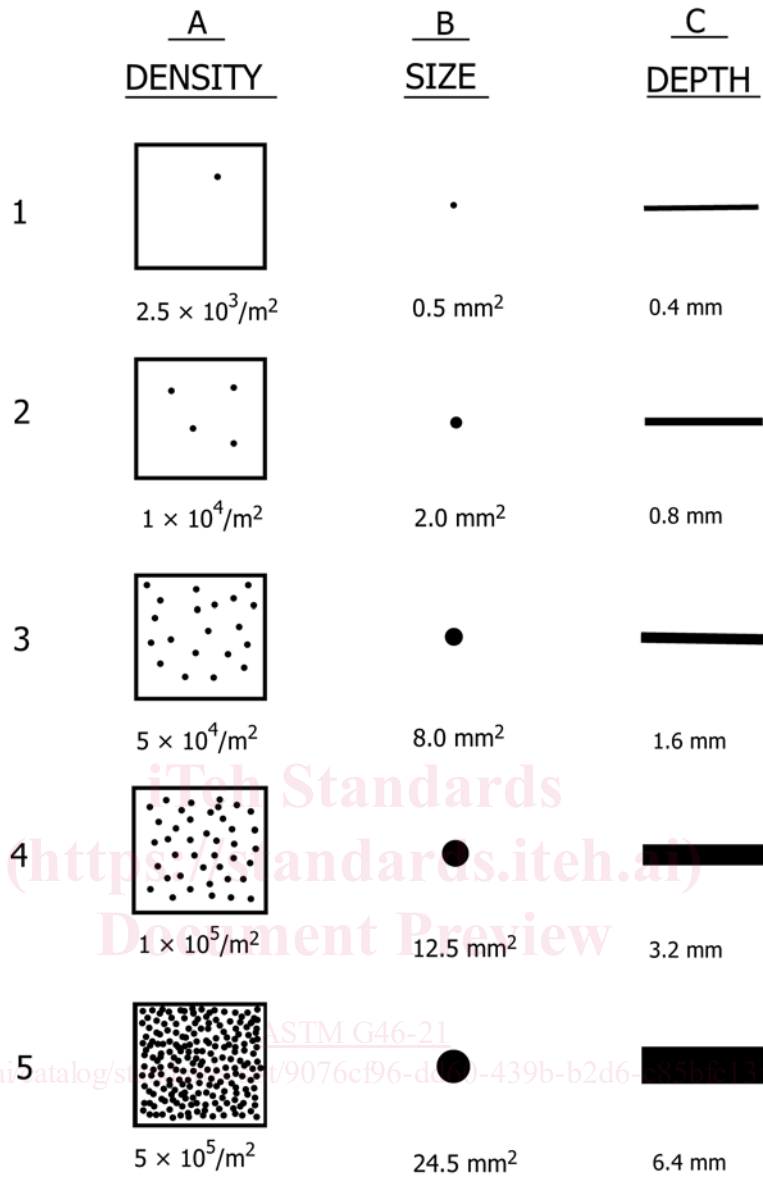 A B C
DENSITY SIZE DEPTH
1
2.5 × 10³/m² 0.5 mm² 0.4 mm
2
1 × 10⁴/m² 2.0 mm² 0.8 mm
3
5 × 10⁴/m² 8.0 mm² 1.6 mm
iTeh Standards
4
(https://standards.iteh.ai)
Document Preview
1 × 10⁵/m² 12.5 mm² 3.2 mm
ASTM G46-21
5
5 × 10⁵/m² 24.5 mm² 6.4 mm